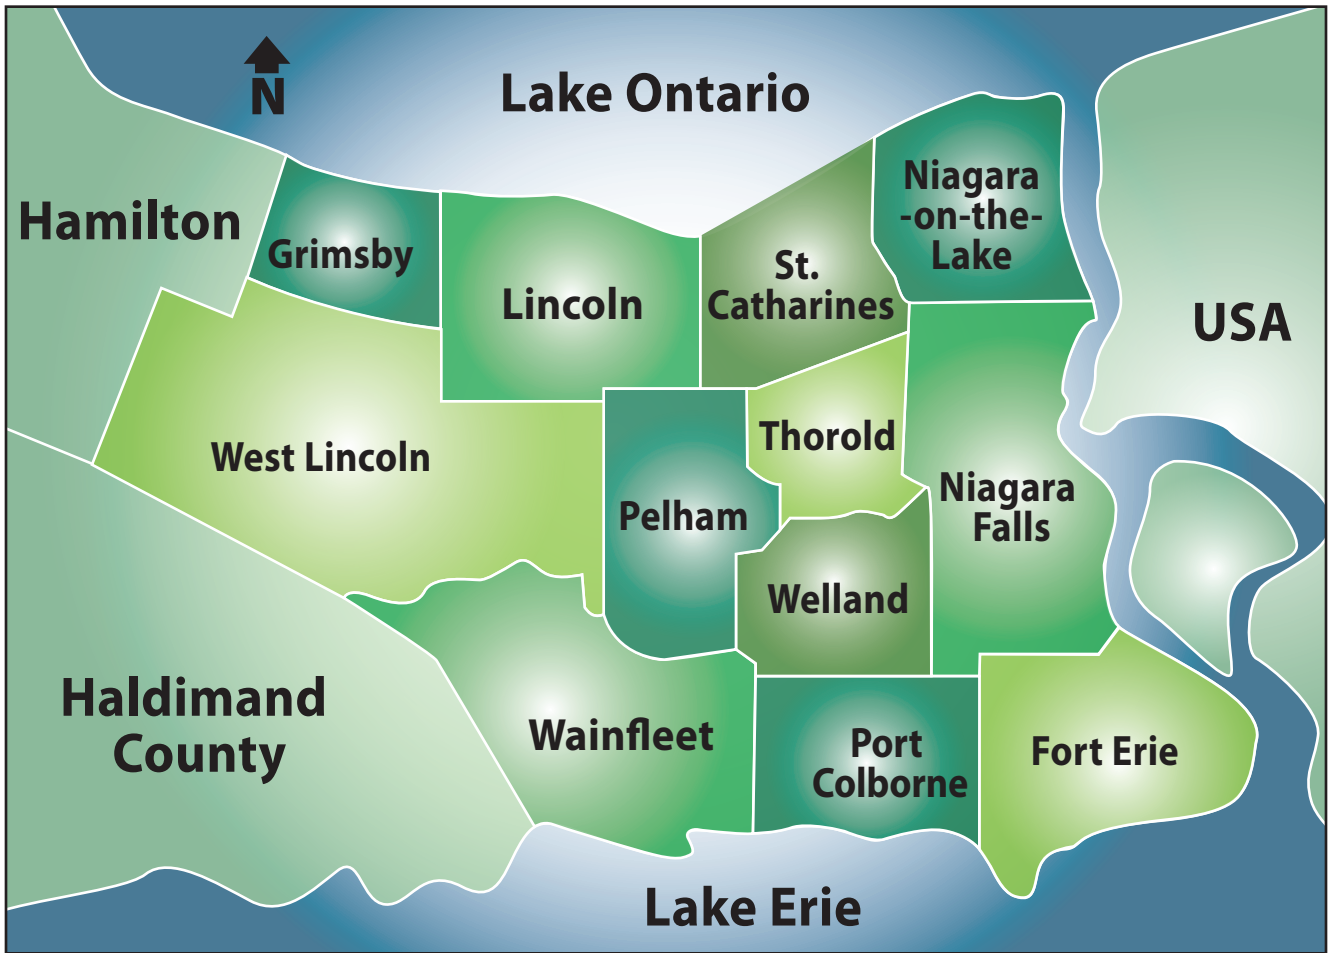 N
Lake Ontario
Hamilton
Grimsby
Lincoln
St.
Catharines
Niagara
-on-the-
Lake
USA
West Lincoln
Pelham
Thorold
Niagara
Falls
Welland
Haldimand
County
Wainfleet
Port
Colborne
Fort Erie
Lake Erie